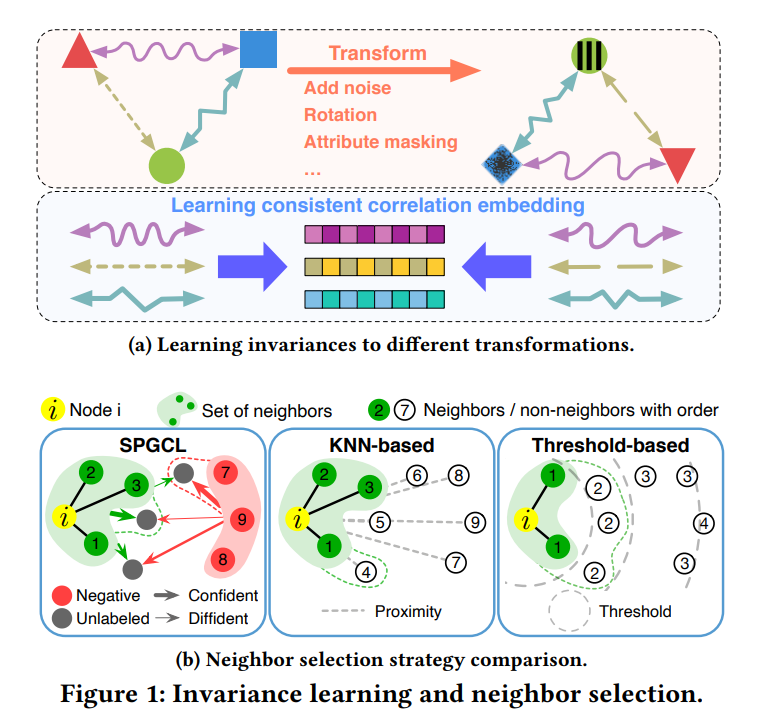 Transform
Add noise
Rotation
Attribute masking
...
Learning consistent correlation embedding
(a) Learning invariances to different transformations.
i Node i Set of neighbors 2 7 Neighbors / non-neighbors with order
SPGCL
2
3
7
i
9
1
8
Negative Confident
Unlabeled Diffident
KNN-based
2
3
6
8
i
5
9
1
4
7
Proximity
Threshold-based
1
2
3
3
i
2
4
1
2
3
Threshold
(b) Neighbor selection strategy comparison.
Figure 1: Invariance learning and neighbor selection.